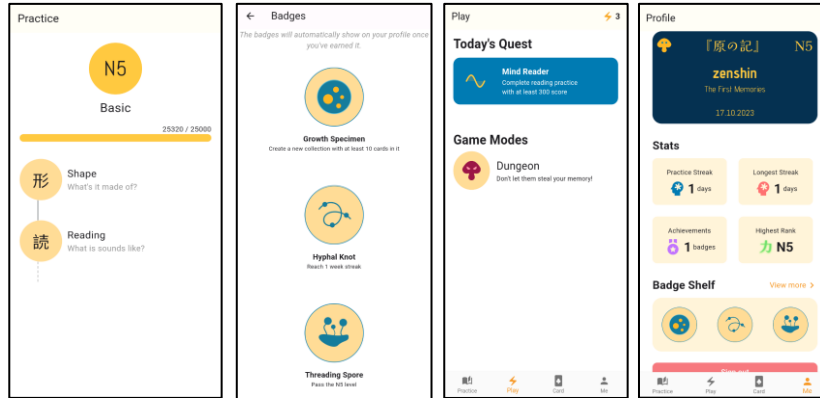 Practice
N5
Basic
25320 / 25000
形
Shape
What's it made of?
読
Reading
What is sounds like?
Badges
The badges will automatically show on your profile once
you've earned it.
Growth Specimen
Create a new collection with at least 10 cards in it
Hyphal Knot
Reach 1 week streak
Threading Spore
Pass the N5 level
Play
3
Today's Quest
Mind Reader
Complete reading practice
with at least 300 score
Game Modes
Dungeon
Don't let them steal your memory!
Practice
Play
Card
Me
Profile
『原の記』
N5
zenshin
The First Memories
17.10.2023
Stats
Practice Streak
1 days
Longest Streak
1 days
Achievements
1 badges
Highest Rank
力 N5
Badge Shelf
View more >
Sign out
Practice
Play
Card
Me